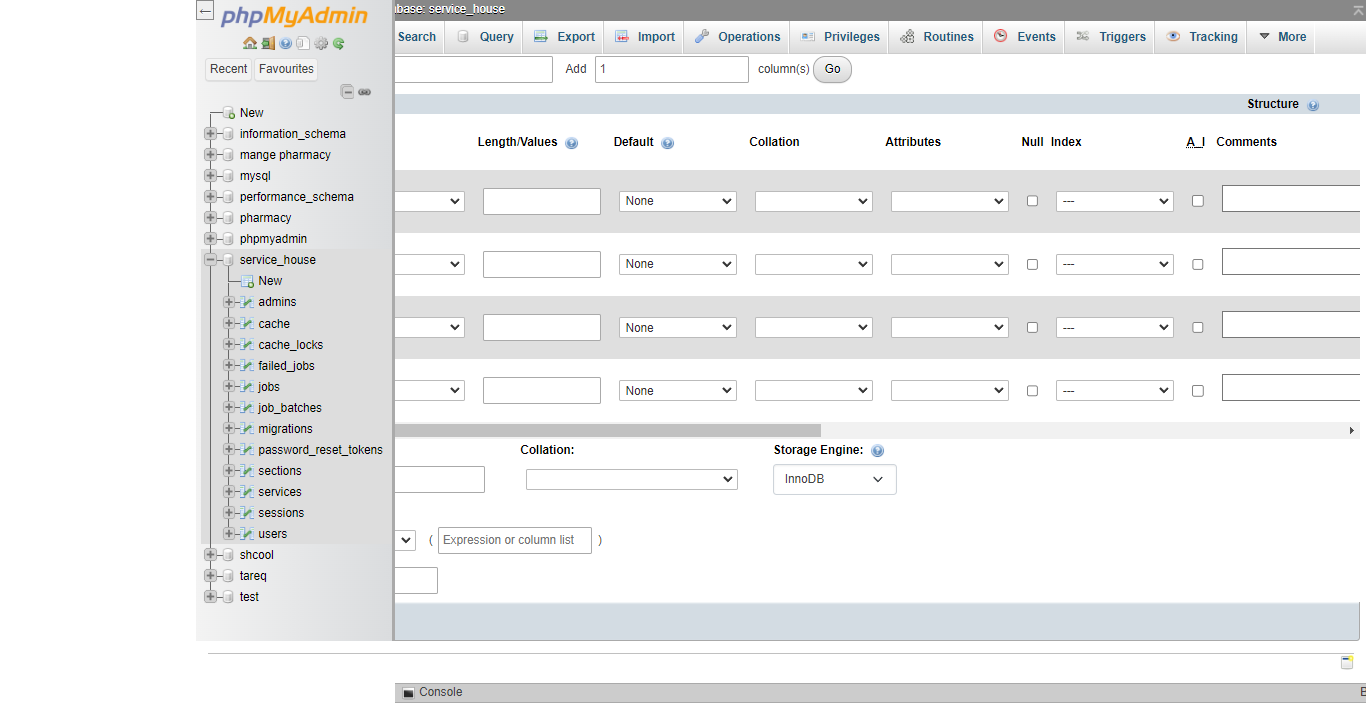 phpMyAdmin
Recent Favourites
New
information_schema
mange pharmacy
mysql
performance_schema
pharmacy
phpmyadmin
service_house
New
admins
cache
cache_locks
failed_jobs
jobs
job_batches
migrations
password_reset_tokens
sections
services
sessions
users
shcool
tareq
test
base: service_house
Search Query Export Import Operations Privileges Routines Events Triggers Tracking More
Add 1 column(s) Go
Structure
Length/Values Default Collation Attributes Null Index A_I Comments
None ---
None ---
None ---
None ---
Collation: Storage Engine:
InnoDB
( Expression or column list )
Console